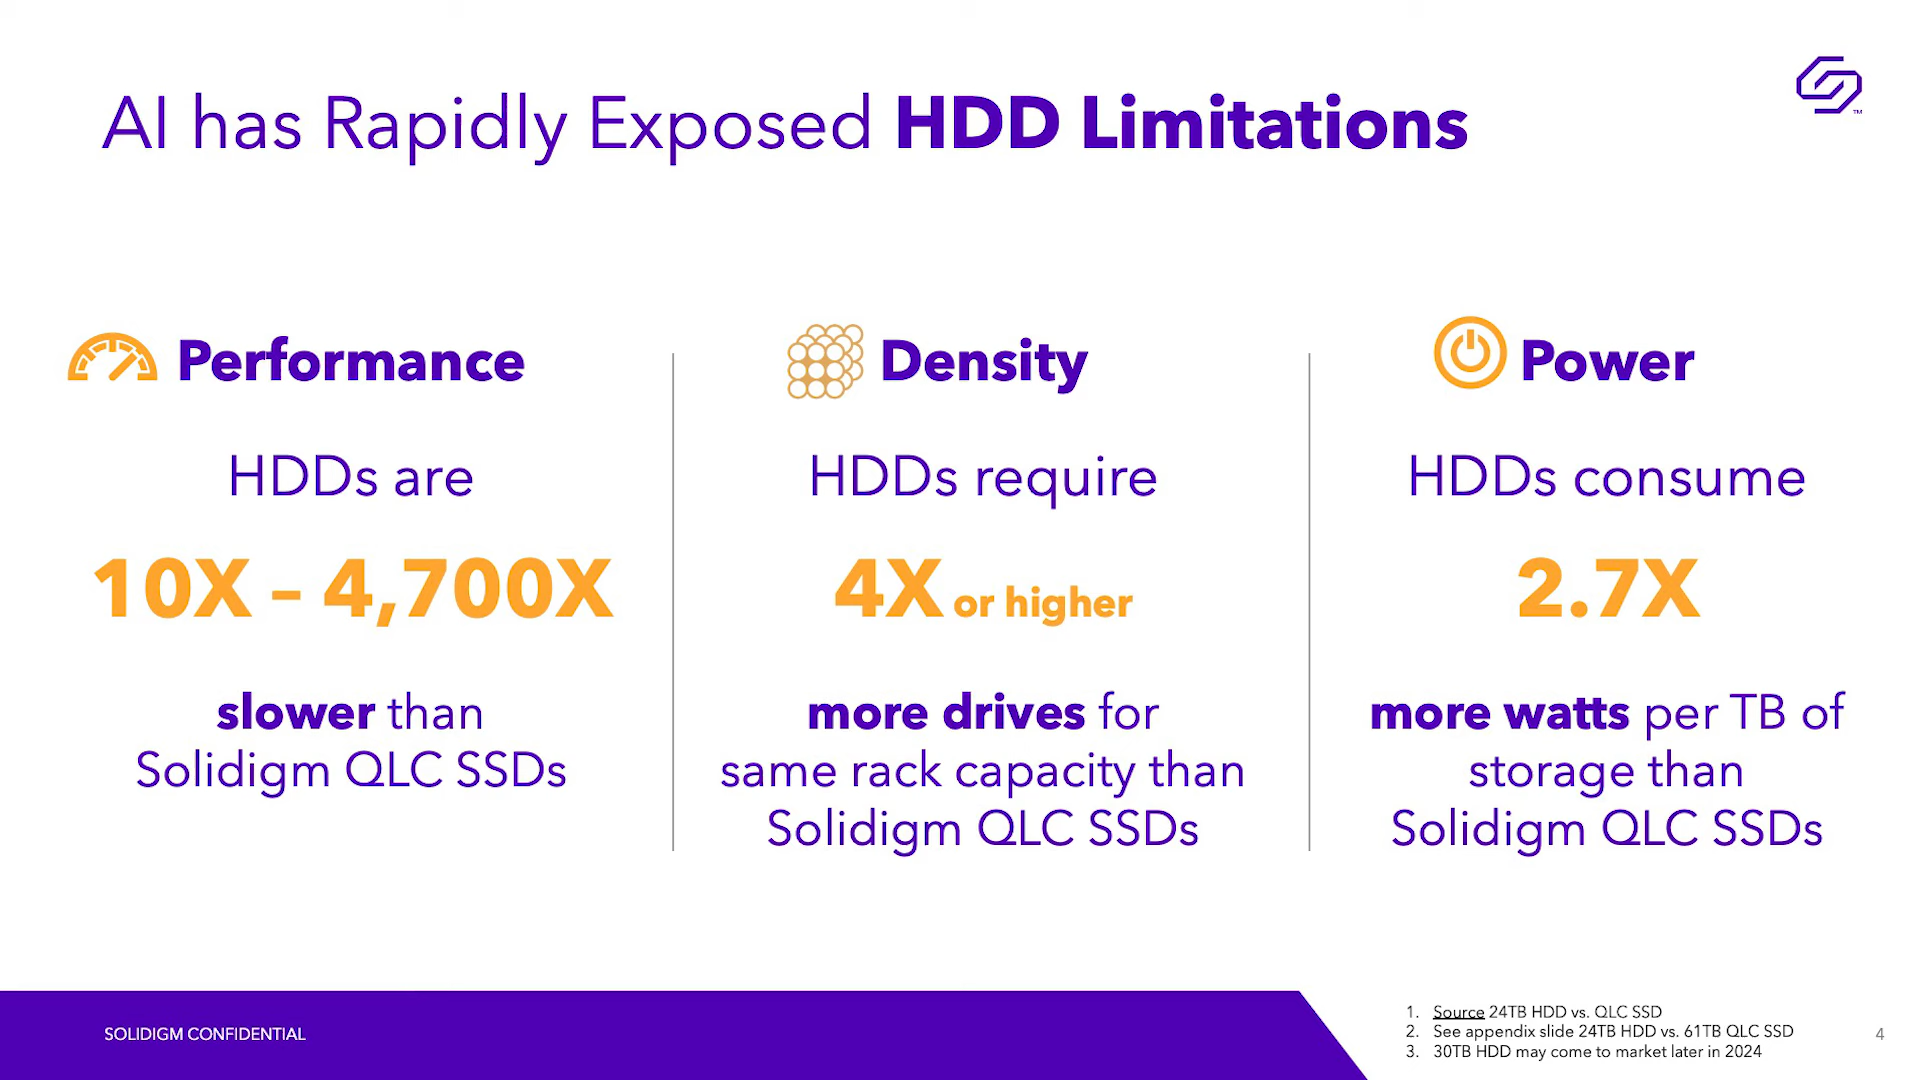 AI has Rapidly Exposed HDD Limitations
TM
Performance
HDDs are
10X – 4,700X
slower than
Solidigm QLC SSDs
Density
HDDs require
4X or higher
more drives for
same rack capacity than
Solidigm QLC SSDs
Power
HDDs consume
2.7X
more watts per TB of
storage than
Solidigm QLC SSDs
SOLIDIGM CONFIDENTIAL
1. Source 24TB HDD vs. QLC SSD
2. See appendix slide 24TB HDD vs. 61TB QLC SSD
3. 30TB HDD may come to market later in 2024
4